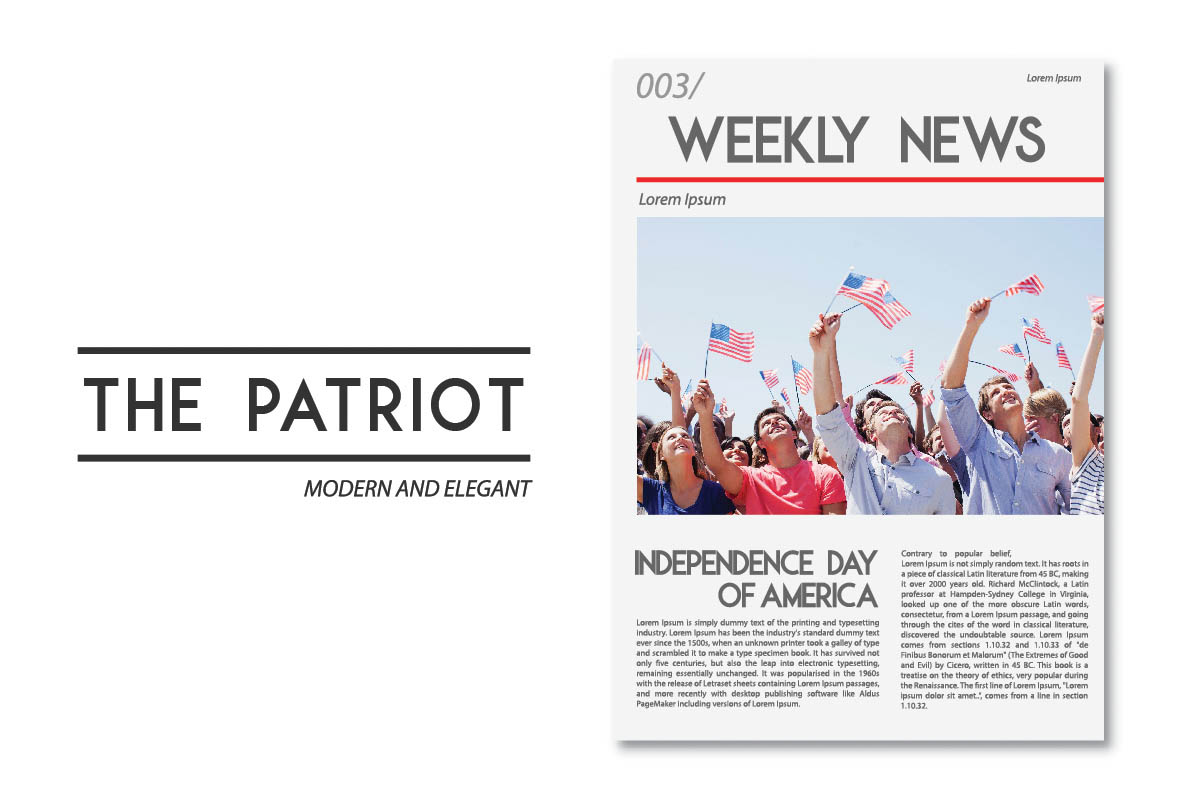 THE PATRIOT
MODERN AND ELEGANT
003/
Lorem Ipsum
WEEKLY NEWS
Lorem Ipsum
INDEPENDENCE DAY
OF AMERICA
Lorem Ipsum is simply dummy text of the printing and typesetting
industry. Lorem Ipsum has been the industry's standard dummy text
ever since the 1500s, when an unknown printer took a galley of type
and scrambled it to make a type specimen book. It has survived not
only five centuries, but also the leap into electronic typesetting,
remaining essentially unchanged. It was popularised in the 1960s
with the release of Letraset sheets containing Lorem Ipsum passages,
and more recently with desktop publishing software like Aldus
PageMaker including versions of Lorem Ipsum.
Contrary to popular belief,
Lorem Ipsum is not simply random text. It has roots in
a piece of classical Latin literature from 45 BC, making
it over 2000 years old. Richard McClintock, a Latin
professor at Hampden-Sydney College in Virginia,
looked up one of the more obscure Latin words,
consectetur, from a Lorem Ipsum passage, and going
through the cites of the word in classical literature,
discovered the undoubtable source. Lorem Ipsum
comes from sections 1.10.32 and 1.10.33 of "de
Finibus Bonorum et Malorum" (The Extremes of Good
and Evil) by Cicero, written in 45 BC. This book is a
treatise on the theory of ethics, very popular during
the Renaissance. The first line of Lorem Ipsum, "Lorem
ipsum dolor sit amet..", comes from a line in section
1.10.32.